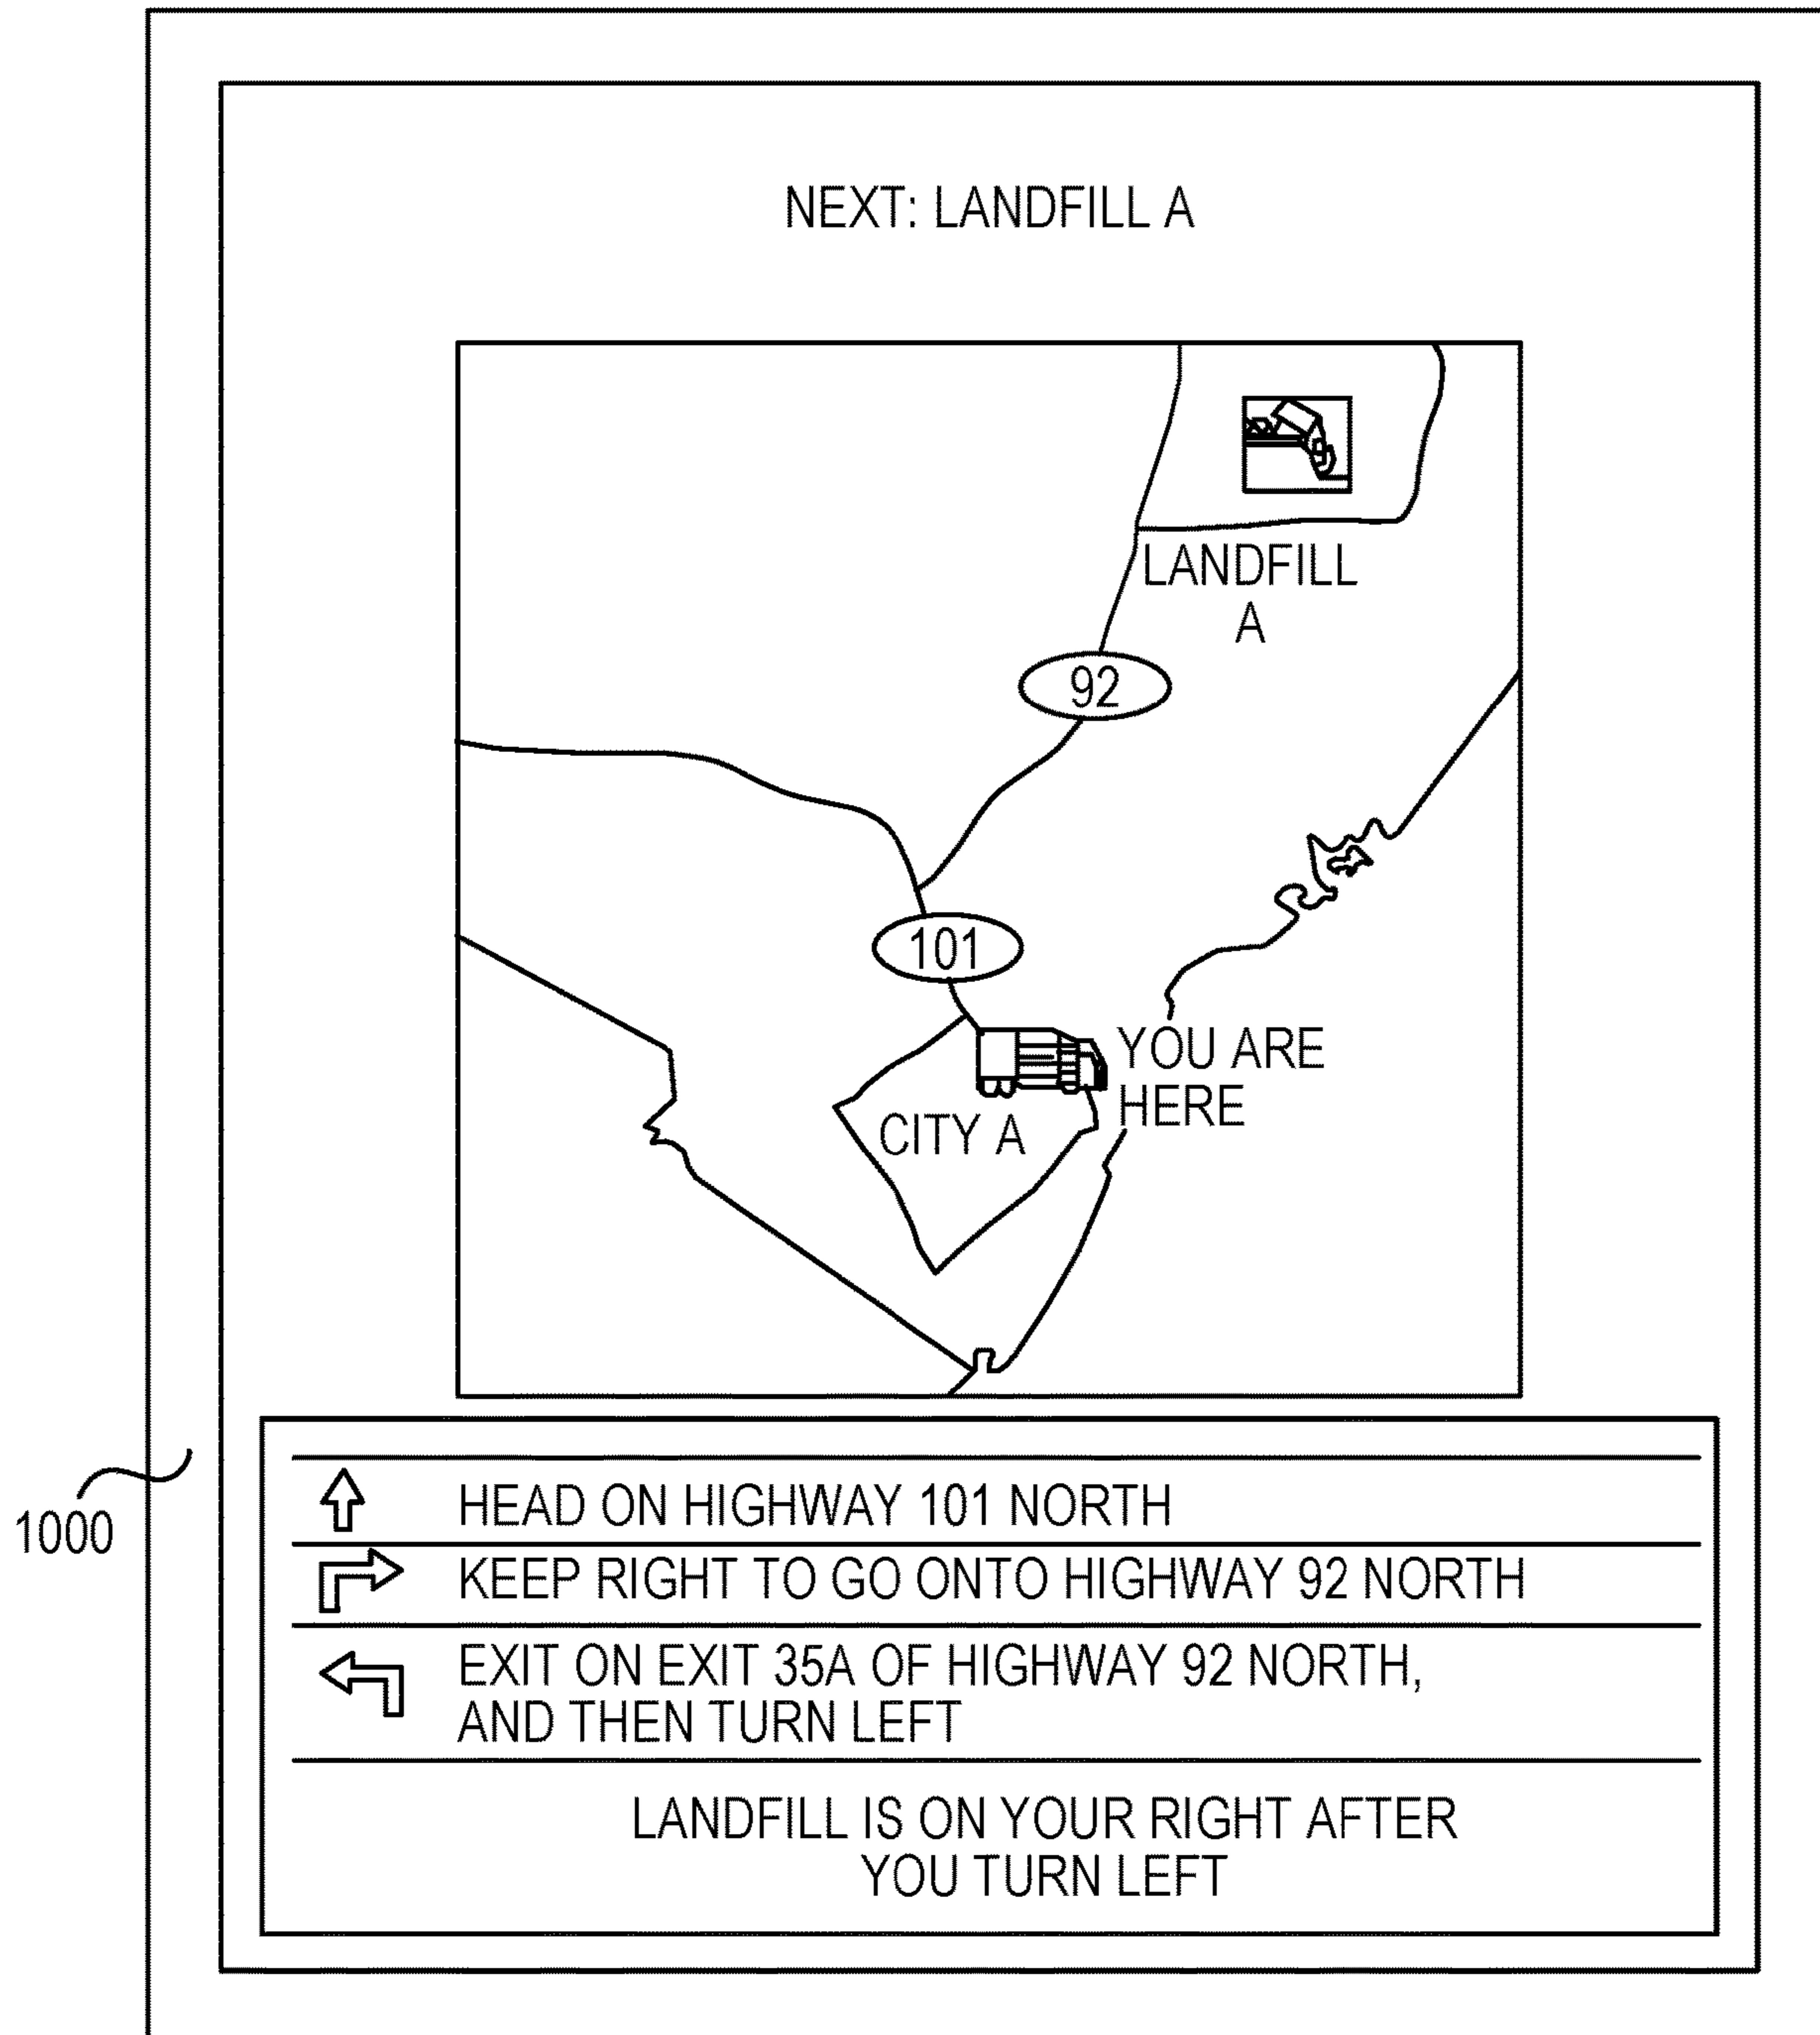 NEXT: LANDFILL A
LANDFILL
A
92
101
YOU ARE
HERE
CITY A
1000
HEAD ON HIGHWAY 101 NORTH
KEEP RIGHT TO GO ONTO HIGHWAY 92 NORTH
EXIT ON EXIT 35A OF HIGHWAY 92 NORTH,
AND THEN TURN LEFT
LANDFILL IS ON YOUR RIGHT AFTER
YOU TURN LEFT